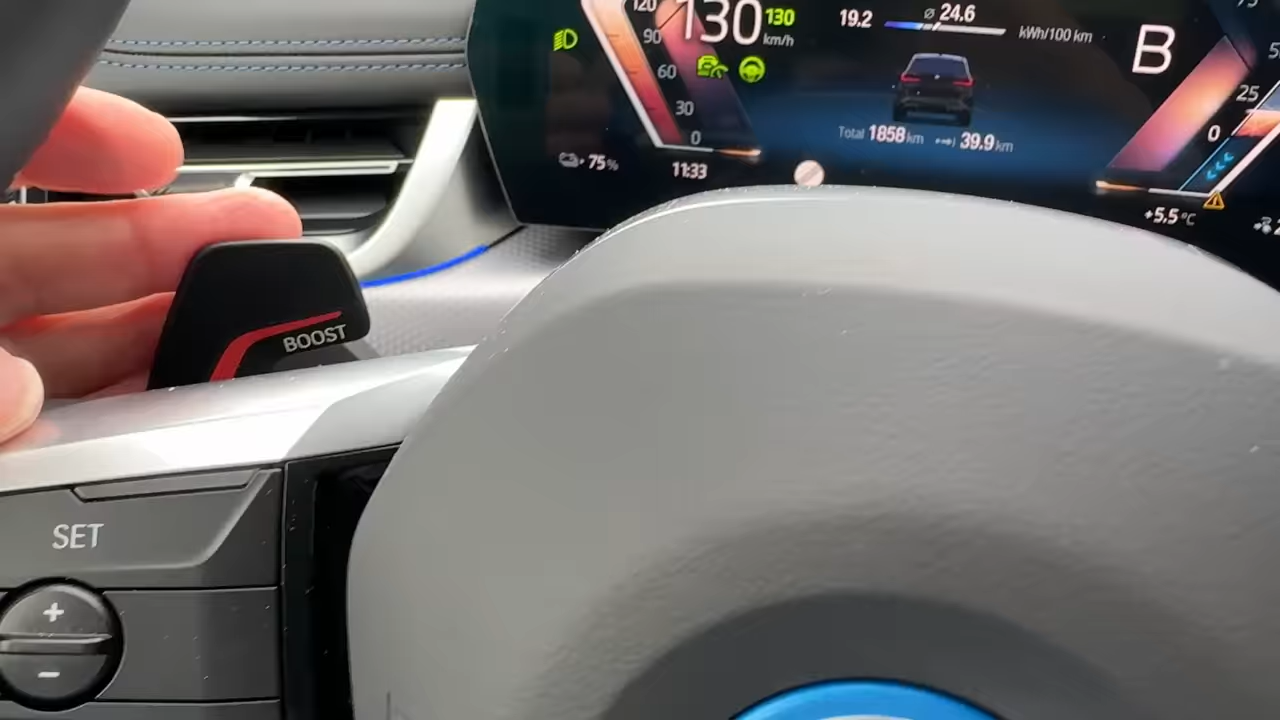 120
90
60
30
0
130
130
km/h
19.2
⌀ 24.6
kWh/100 km
B
25
0
Total 1858 km
39.9 km
75 %
11:33
+5.5 °C
BOOST
SET
+
-